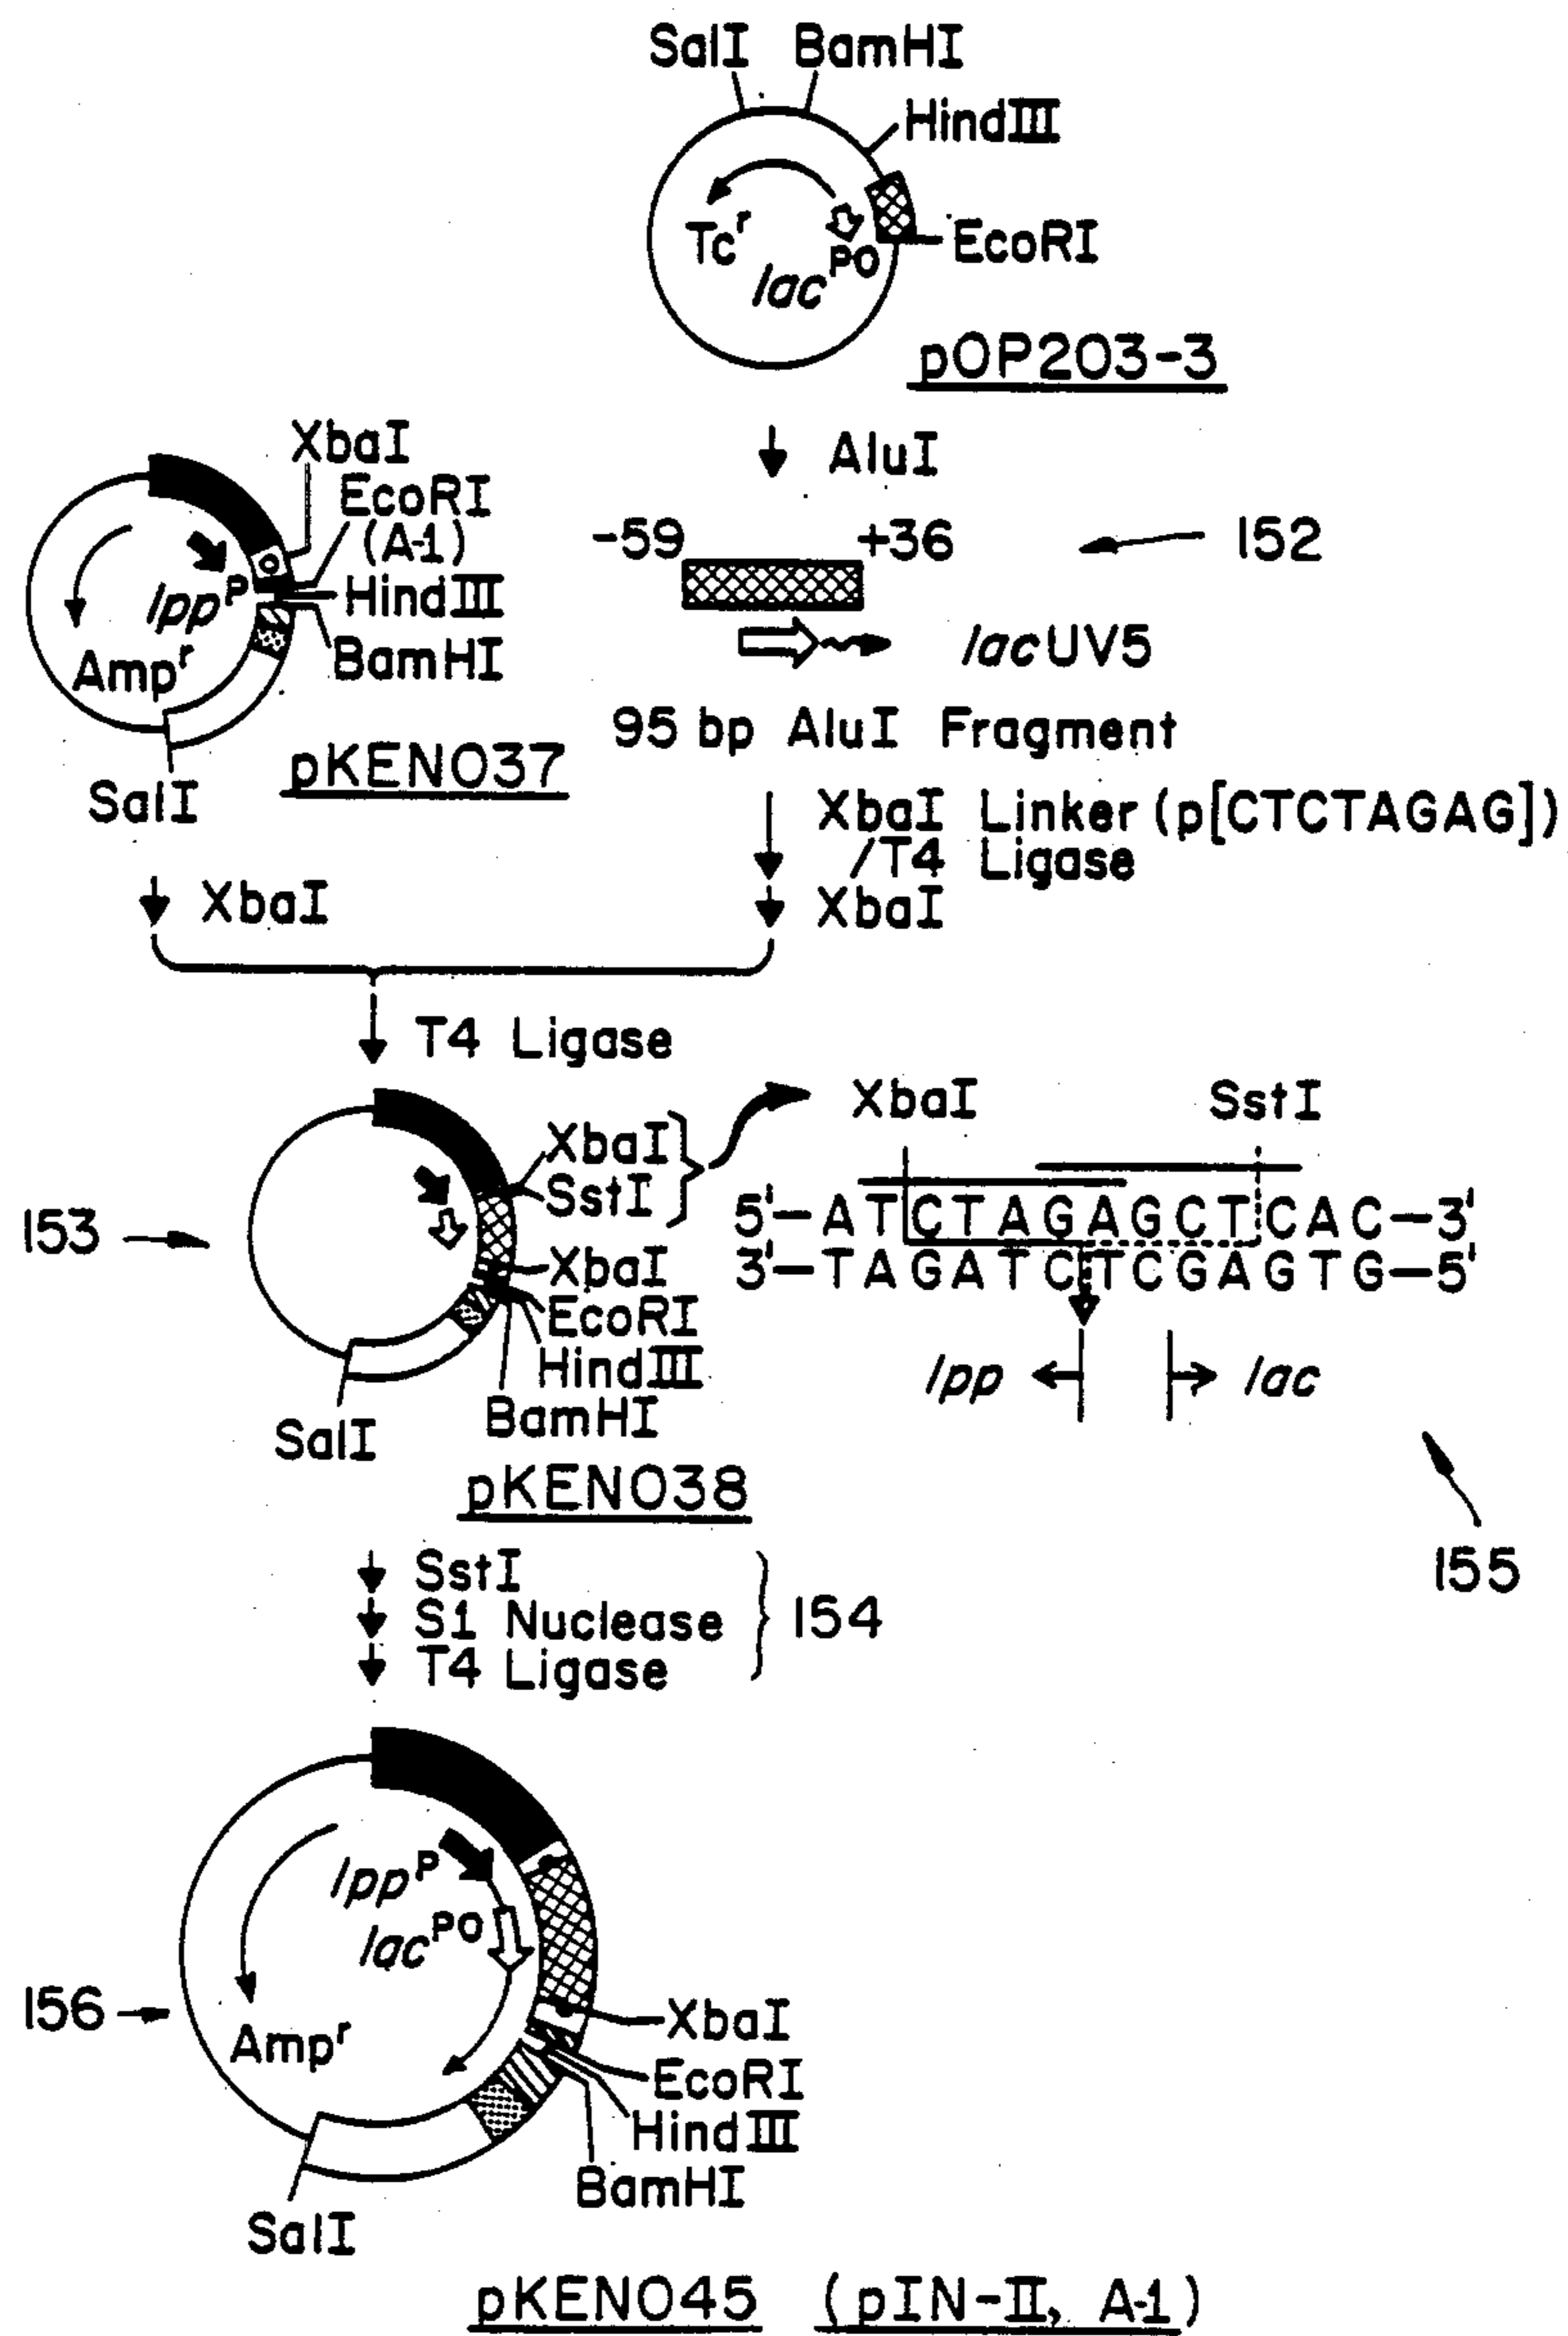 SalI BamHI
HindIII
Tcʳ
lac PO
EcoRI
pOP203-3
AluI
-59 +36
152
lacUV5
95 bp AluI Fragment
XbaI
EcoRI
(A-1)
HindIII
BamHI
lpp P
Ampʳ
SalI
pKEN037
XbaI Linker (p[CTCTAGAG])
/T4 Ligase
XbaI
XbaI
T4 Ligase
153
XbaI
SstI
XbaI
EcoRI
HindIII
BamHI
SalI
pKEN038
XbaI SstI
5'-ATCTAGAGCTCAC-3'
3'-TAGATCTCGAGTG-5'
lpp lac
155
SstI
S1 Nuclease
T4 Ligase
154
156
lpp P
lac PO
Ampʳ
XbaI
EcoRI
HindIII
BamHI
SalI
pKEN045 (pIN-II, A-1)